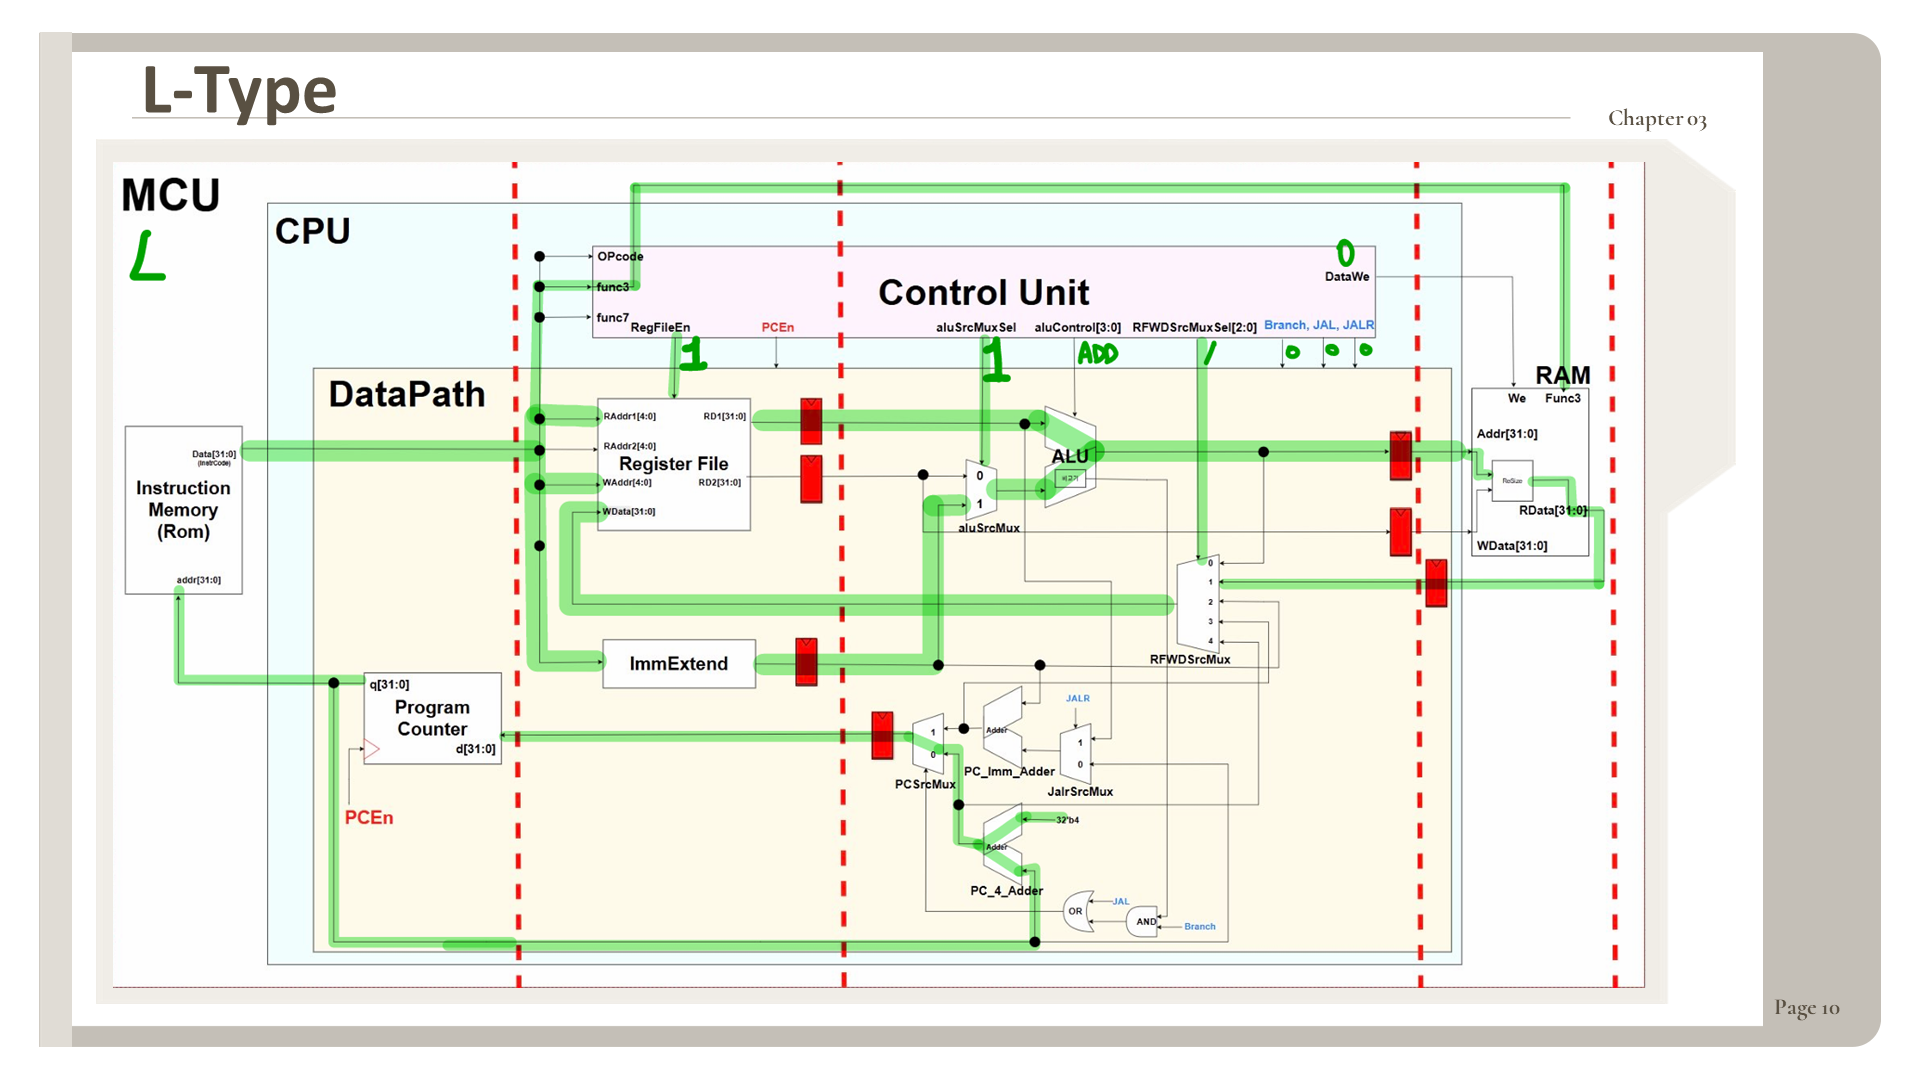 L-Type
Chapter 03
MCU
L
CPU
OPcode
func3
func7
Control Unit
0
DataWe
RegFileEn
PCEn
aluSrcMuxSel
aluControl[3:0]
RFWDSrcMuxSel[2:0]
Branch, JAL, JALR
1
1
ADD
1
0
0
0
DataPath
RAM
We
Func3
Addr[31:0]
ReSize
RData[31:0]
WData[31:0]
Data[31:0]
(InstrCode)
Instruction
Memory
(Rom)
addr[31:0]
RAddr1[4:0]
RD1[31:0]
RAddr2[4:0]
Register File
WAddr[4:0]
RD2[31:0]
WData[31:0]
ALU
비교기
0
1
aluSrcMux
0
1
2
3
4
RFWDSrcMux
ImmExtend
q[31:0]
Program
Counter
d[31:0]
PCEn
1
0
PCSrcMux
Adder
PC_Imm_Adder
JALR
1
0
JalrSrcMux
32'b4
Adder
PC_4_Adder
OR
JAL
AND
Branch
Page 10